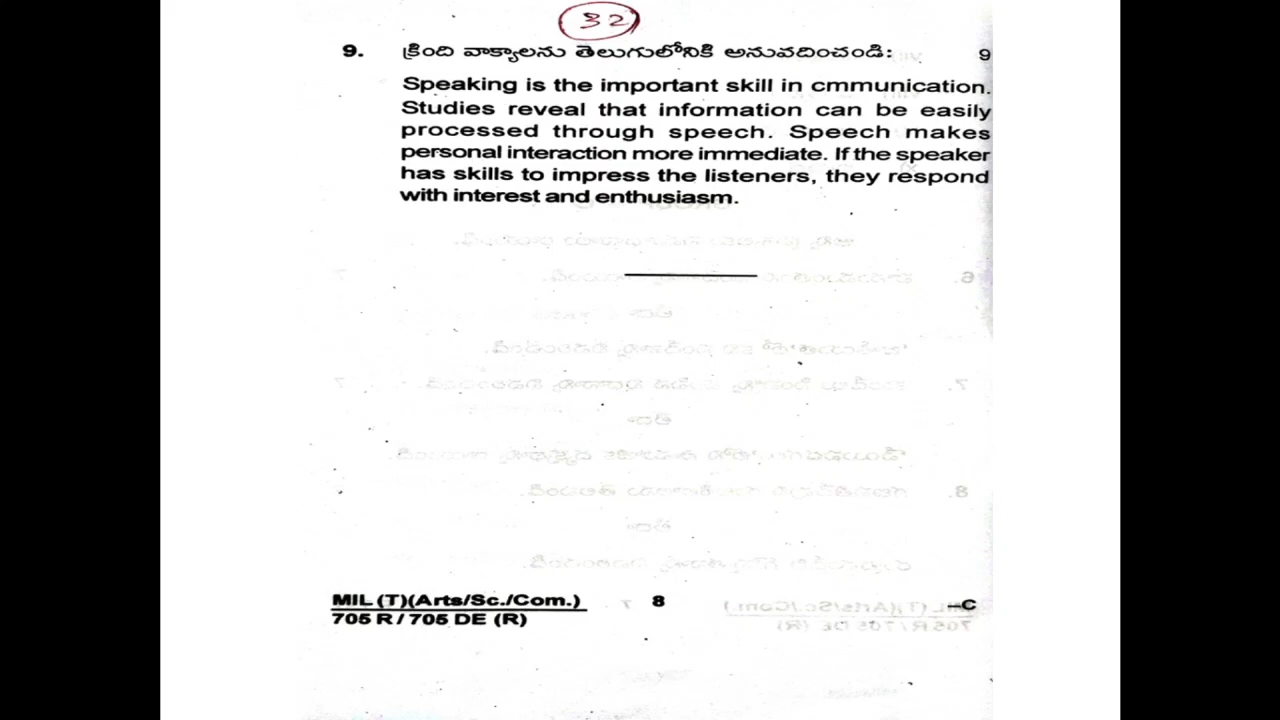 32
9. క్రింది వాక్యాలను తెలుగులోనికి అనువదించండి: 9
Speaking is the important skill in cmmunication.
Studies reveal that information can be easily
processed through speech. Speech makes
personal interaction more immediate. If the speaker
has skills to impress the listeners, they respond
with interest and enthusiasm.
MIL (T)(Arts/Sc./Com.) 8 –C
705 R / 705 DE (R)